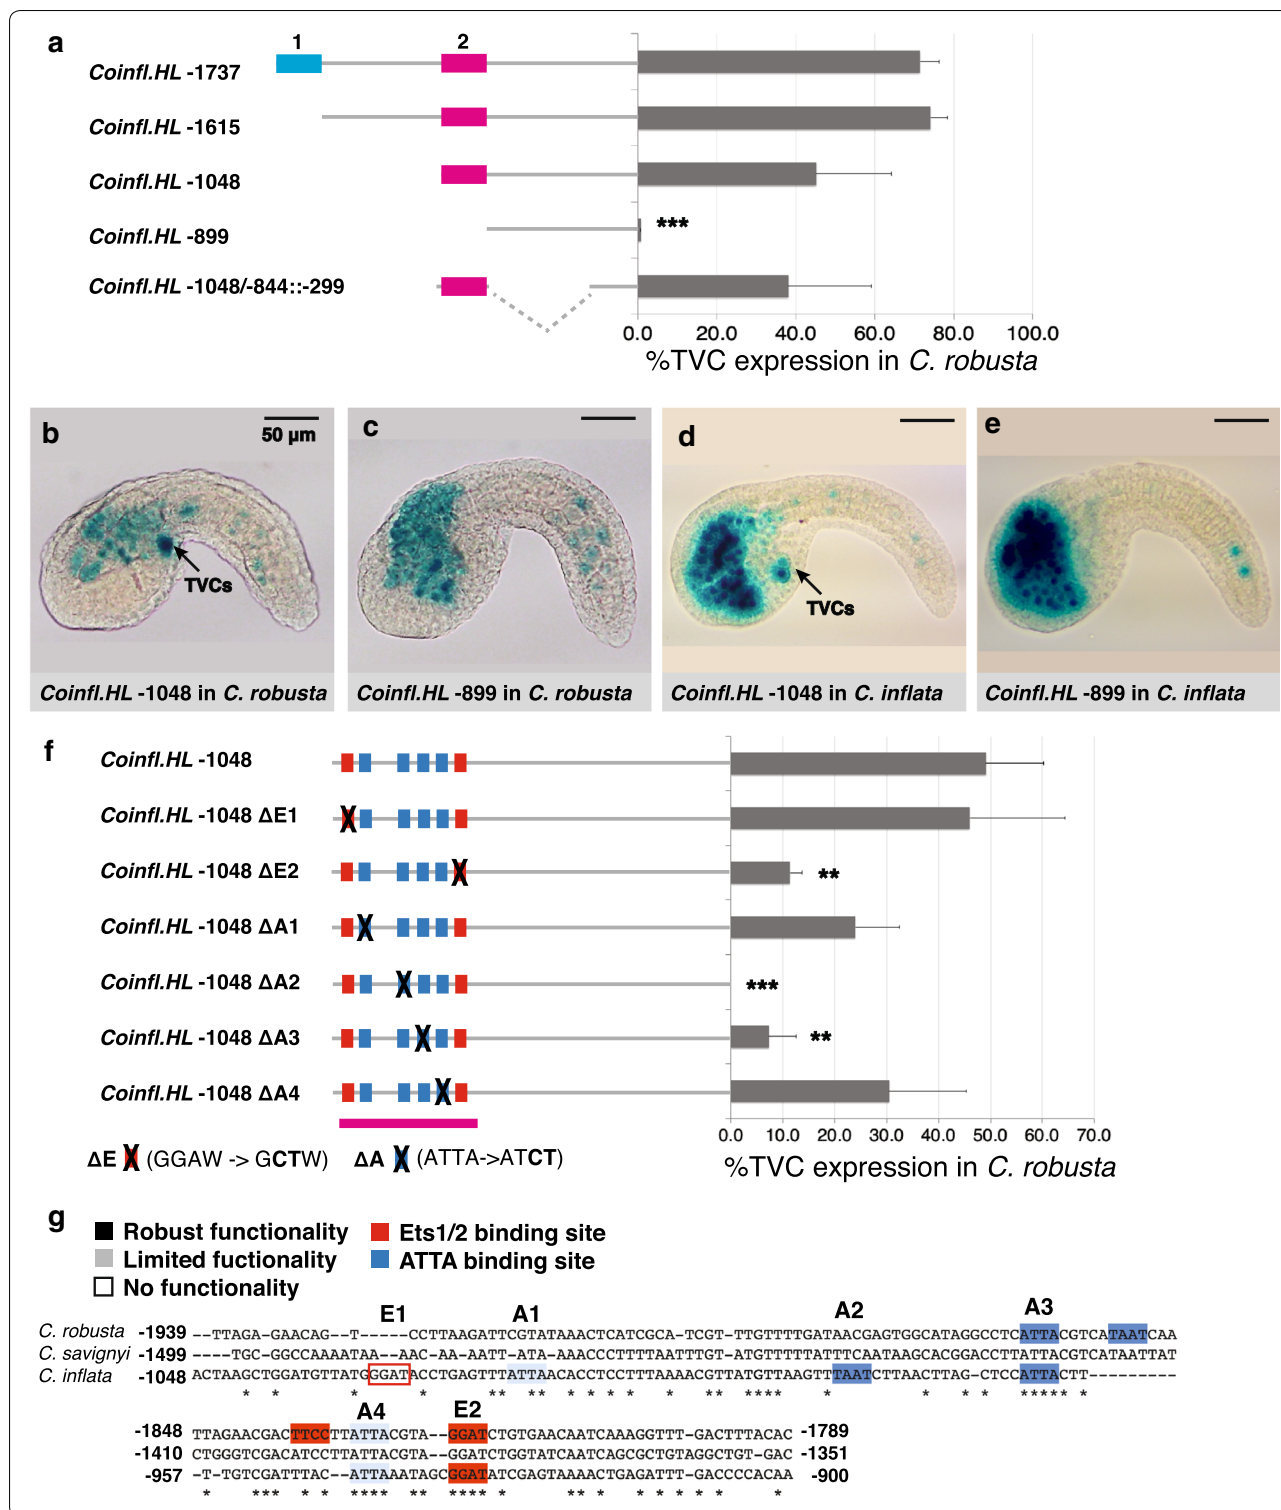 a
1 2
Coinfl.HL -1737
Coinfl.HL -1615
Coinfl.HL -1048
Coinfl.HL -899
***
Coinfl.HL -1048/-844::-299
0.0 20.0 40.0 60.0 80.0 100.0
%TVC expression in C. robusta
b
50 µm
TVCs
Coinfl.HL -1048 in C. robusta
c
Coinfl.HL -899 in C. robusta
d
TVCs
Coinfl.HL -1048 in C. inflata
e
Coinfl.HL -899 in C. inflata
f
Coinfl.HL -1048
Coinfl.HL -1048 ΔE1
Coinfl.HL -1048 ΔE2
**
Coinfl.HL -1048 ΔA1
Coinfl.HL -1048 ΔA2
***
Coinfl.HL -1048 ΔA3
**
Coinfl.HL -1048 ΔA4
0.0 10.0 20.0 30.0 40.0 50.0 60.0 70.0
%TVC expression in C. robusta
ΔE X (GGAW -> GCTW) ΔA X (ATTA->ATCT)
g
Robust functionality
Limited fuctionality
No functionality
Ets1/2 binding site
ATTA binding site
E1 A1 A2 A3
C. robusta -1939 --TTAGA-GAACAG--T-----CCTTAAGATTCGTATAAACTCATCGCA-TCGT-TTGTTTTGATAACGAGTGGCATAGGCCTCATTACGTCATAATCAA
C. savignyi -1499 ----TGC-GGCCAAAATAA--AAC-AA-AATT-ATA-AAACCCTTTTAATTTGT-ATGTTTTTATTTCAATAAGCACGGACCTTATTACGTCATAATTAT
C. inflata -1048 ACTAAGCTGGATGTTATGGGATACCTGAGTTTATTAACACCTCCTTTAAAACGTTATGTTAAGTTTAATCTTAACTTAG-CTCCATTACTT---------
A4 E2
-1848 TTAGAACGACTTCCTTATTACGTA--GGATCTGTGAACAATCAAAGGTTT-GACTTTACAC -1789
-1410 CTGGGTCGACATCCTTATTACGTA--GGATCTGGTAATCAATCAGCGCTGTAGGCTGT-GAC -1351
-957 -T-TGTCGATTTAC--ATTAAATAGCGGATATCGAGTAAAACTGAGATTT-GACCCCACAA -900